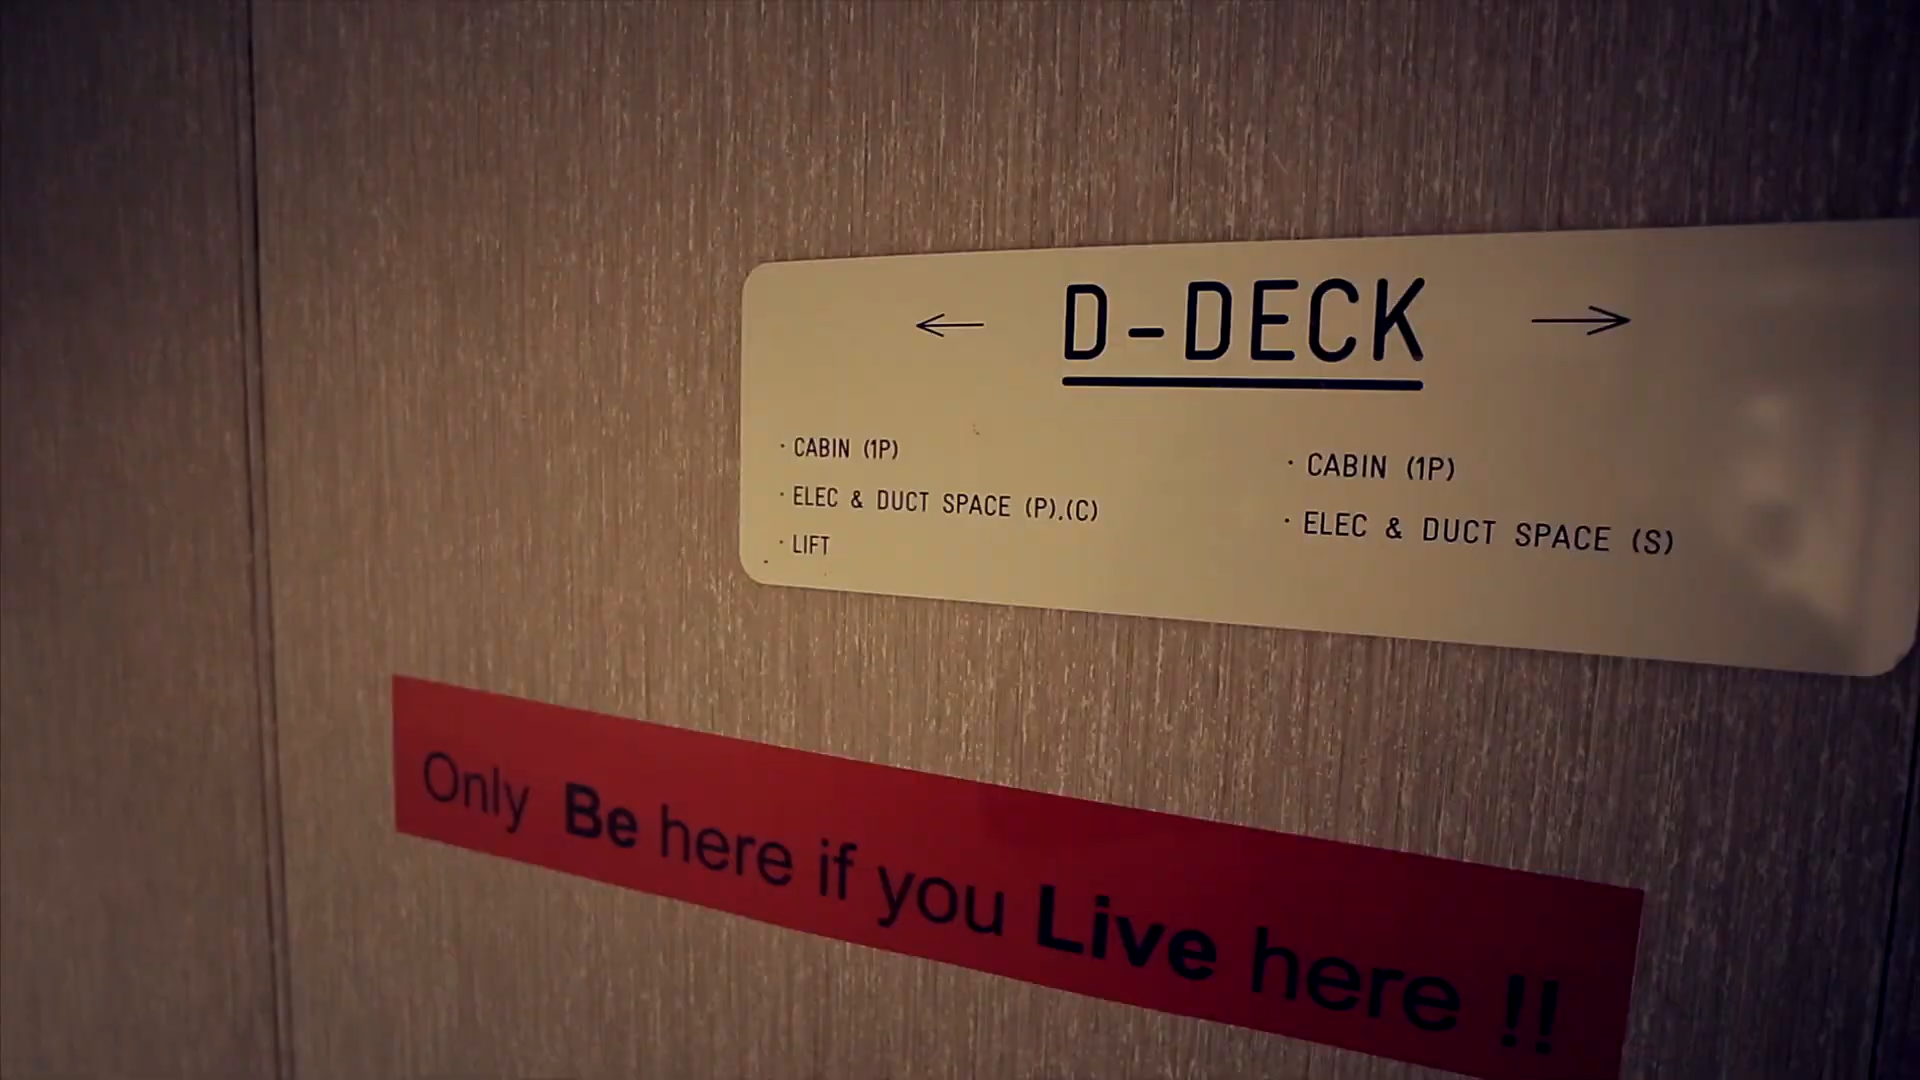 ← D-DECK →
· CABIN (1P)
· ELEC & DUCT SPACE (P).(C)
· LIFT
· CABIN (1P)
· ELEC & DUCT SPACE (S)
Only Be here if you Live here !!